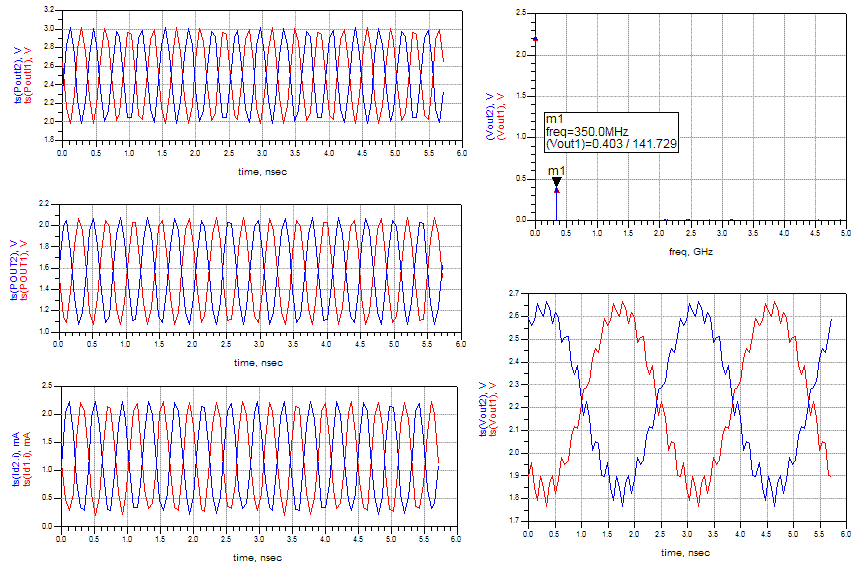 ts(Pout2), V
ts(Pout1), V
3.2
3.0
2.8
2.6
2.4
2.2
2.0
1.8
0.0 0.5 1.0 1.5 2.0 2.5 3.0 3.5 4.0 4.5 5.0 5.5 6.0
time, nsec
ts(POUT2), V
ts(POUT1), V
2.2
2.0
1.8
1.6
1.4
1.2
1.0
0.0 0.5 1.0 1.5 2.0 2.5 3.0 3.5 4.0 4.5 5.0 5.5 6.0
time, nsec
ts(Id2.i), mA
ts(Id1.i), mA
2.5
2.0
1.5
1.0
0.5
0.0
0.0 0.5 1.0 1.5 2.0 2.5 3.0 3.5 4.0 4.5 5.0 5.5 6.0
time, nsec
(Vout2), V
(Vout1), V
2.5
2.0
1.5
1.0
0.5
0.0
m1
freq=350.0MHz
(Vout1)=0.403 / 141.729
m1
0.0 0.5 1.0 1.5 2.0 2.5 3.0 3.5 4.0 4.5 5.0
freq, GHz
ts(Vout2), V
ts(Vout1), V
2.7
2.6
2.5
2.4
2.3
2.2
2.1
2.0
1.9
1.8
1.7
0.0 0.5 1.0 1.5 2.0 2.5 3.0 3.5 4.0 4.5 5.0 5.5 6.0
time, nsec